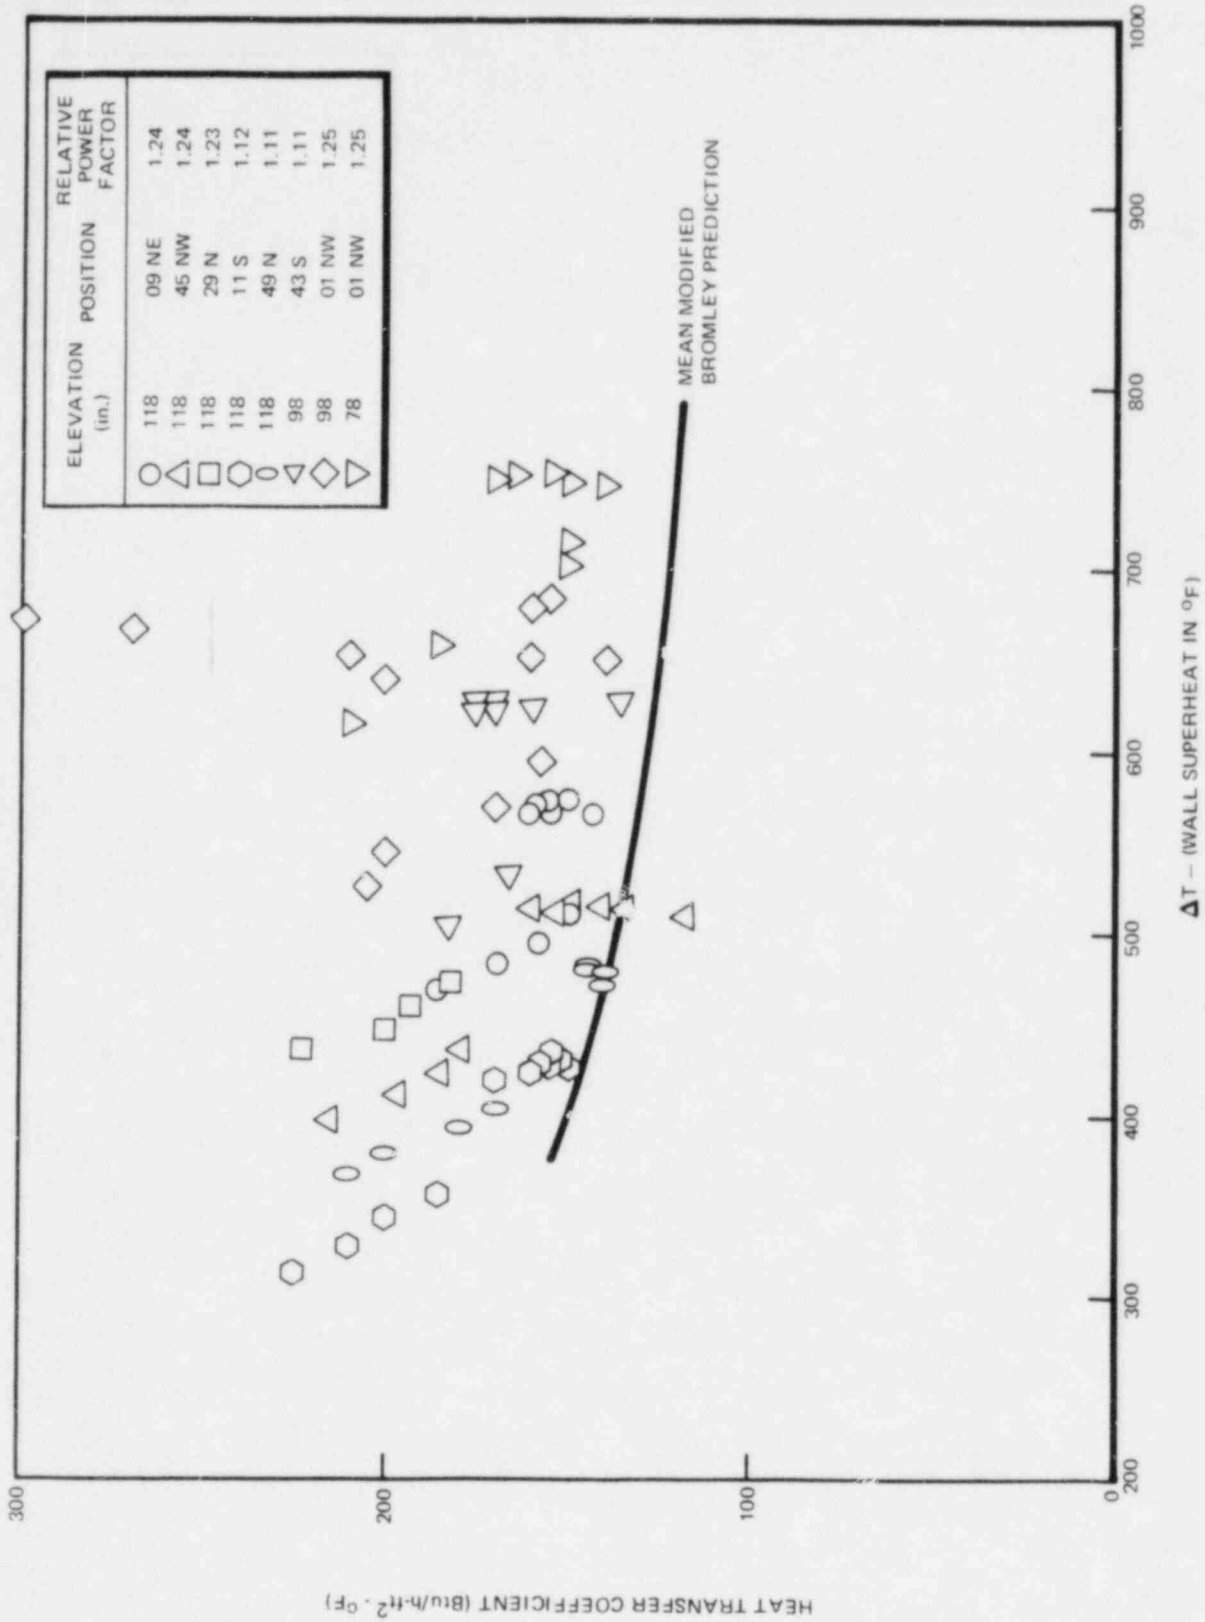 ELEVATION POSITION RELATIVE
(in.) POWER
FACTOR
118 09 NE 1.24
118 45 NW 1.24
118 29 N 1.23
118 11 S 1.12
118 49 N 1.11
98 43 S 1.11
98 01 NW 1.25
78 01 NW 1.25
MEAN MODIFIED
BROMLEY PREDICTION
HEAT TRANSFER COEFFICIENT (Btu/h-ft² - °F)
300
200
100
0
200 300 400 500 600 700 800 900 1000
ΔT – (WALL SUPERHEAT IN °F)